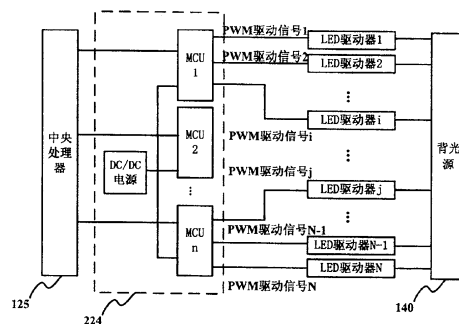 中央
处理
器
125
224
MCU
1
MCU
2
DC/DC
电源
⋮
MCU
n
PWM驱动信号1
PWM驱动信号2
PWM驱动信号i
PWM驱动信号j
PWM驱动信号N-1
PWM驱动信号N
LED驱动器1
LED驱动器2
⋮
LED驱动器i
⋮
LED驱动器j
⋮
LED驱动器N-1
LED驱动器N
背光
源
140